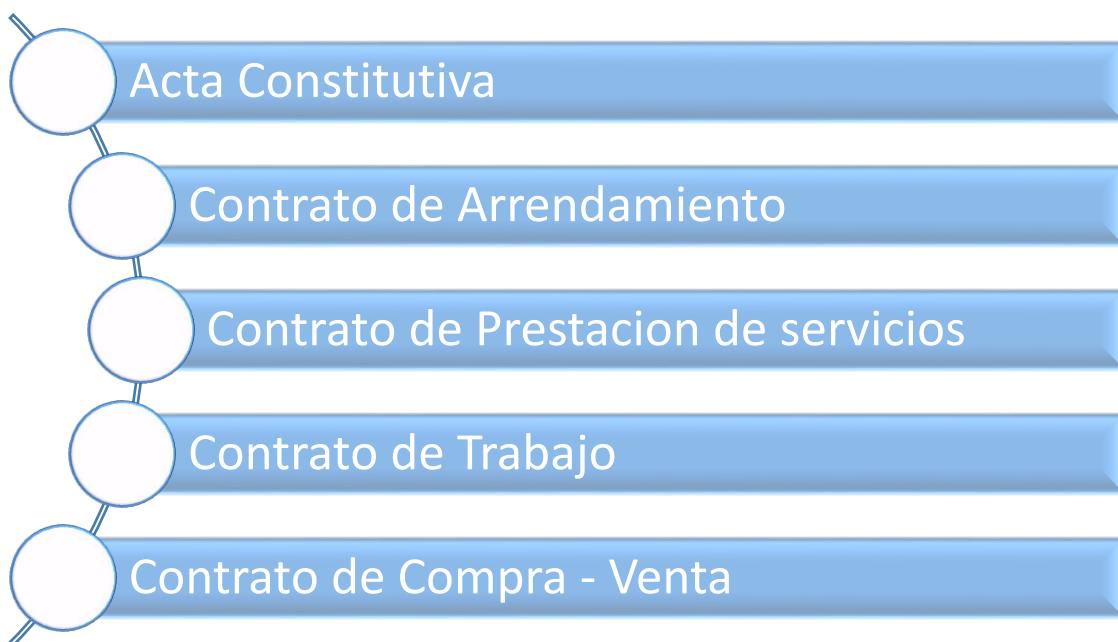 Acta Constitutiva
Contrato de Arrendamiento
Contrato de Prestacion de servicios
Contrato de Trabajo
Contrato de Compra - Venta